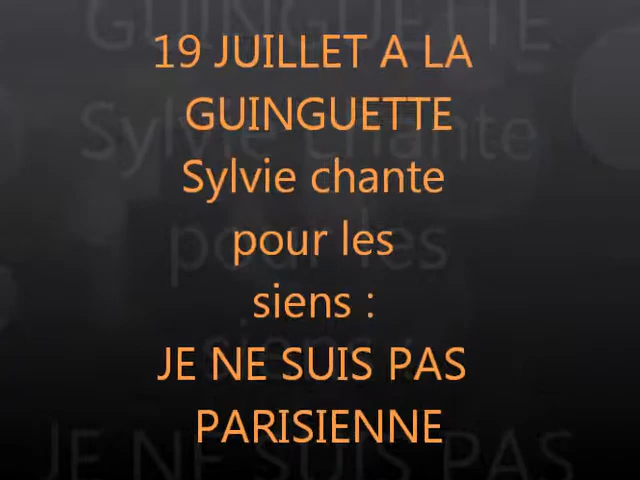 19 JUILLET A LA
GUINGUETTE
Sylvie chante
pour les
siens :
JE NE SUIS PAS
PARISIENNE